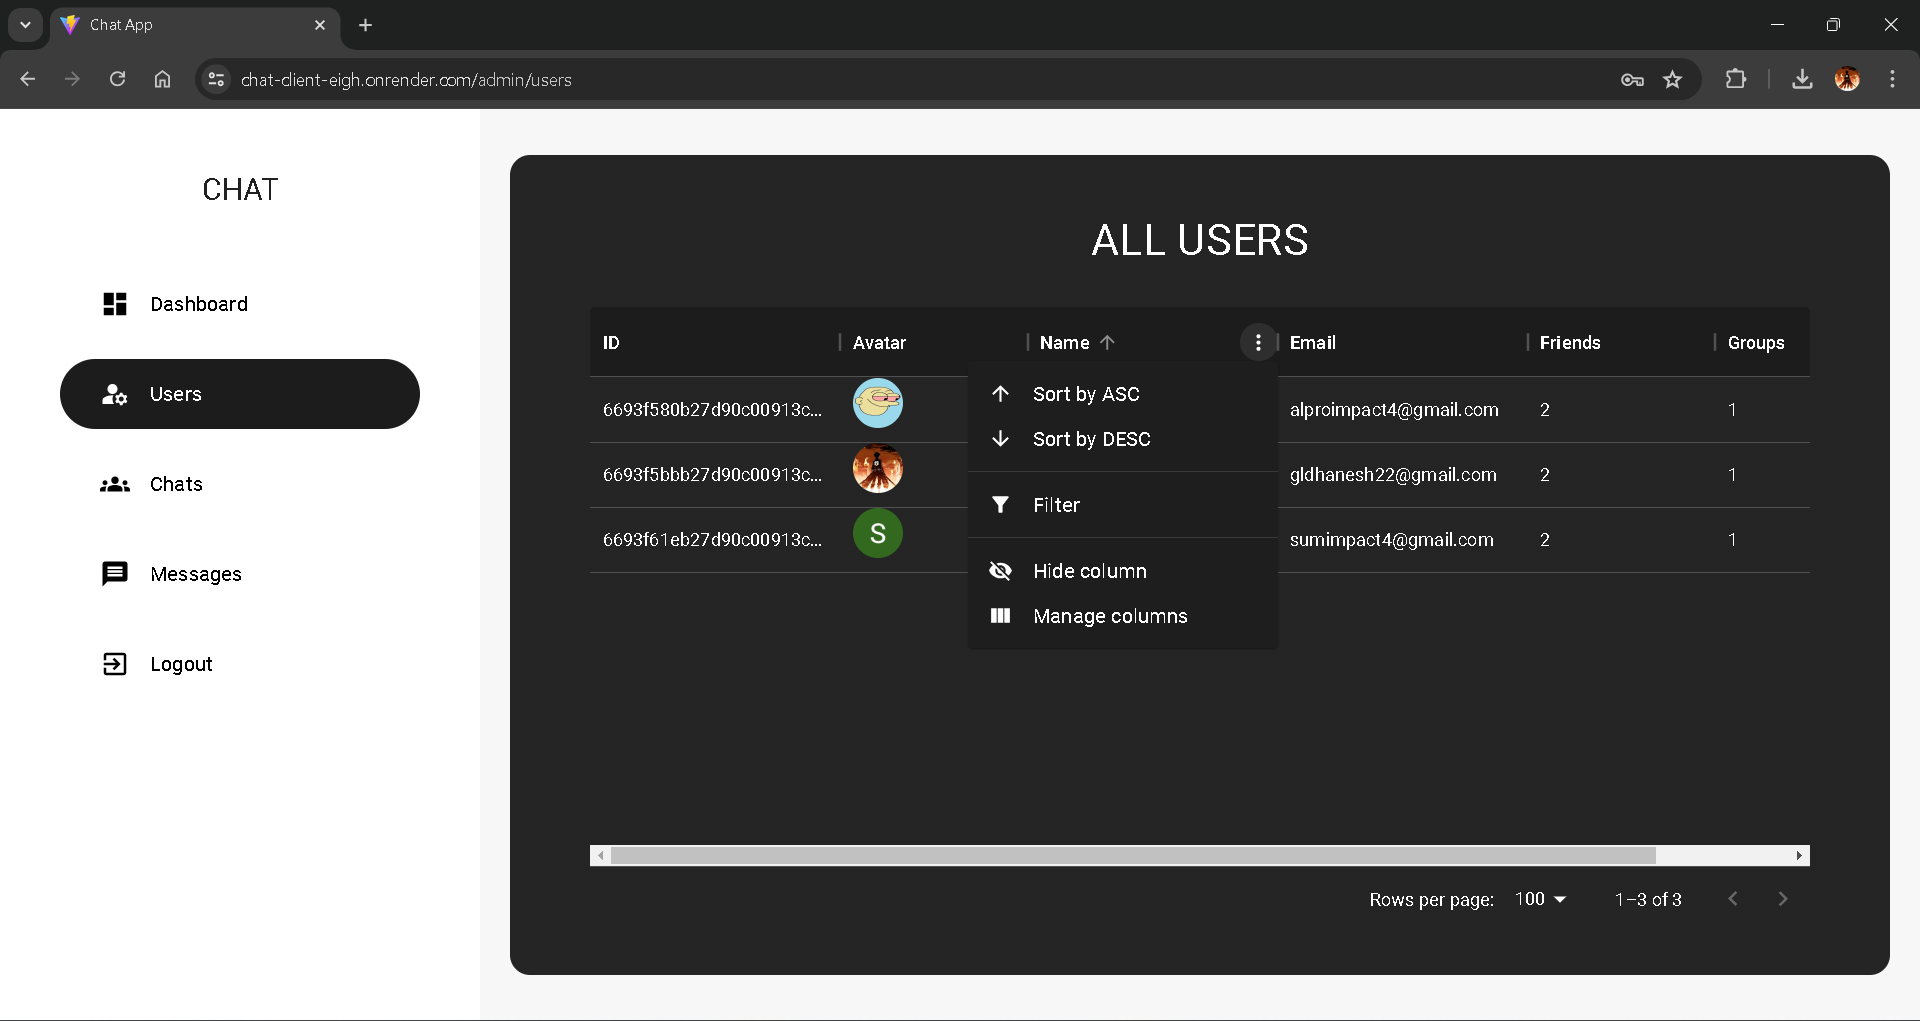 Chat App
chat-client-eigh.onrender.com/admin/users
CHAT
Dashboard
Users
Chats
Messages
Logout
ALL USERS
ID Avatar Name Email Friends Groups
6693f580b27d90c00913c... alproimpact4@gmail.com 2 1
6693f5bbb27d90c00913c... gldhanesh22@gmail.com 2 1
6693f61eb27d90c00913c... S sumimpact4@gmail.com 2 1
Sort by ASC
Sort by DESC
Filter
Hide column
Manage columns
Rows per page: 100 1–3 of 3